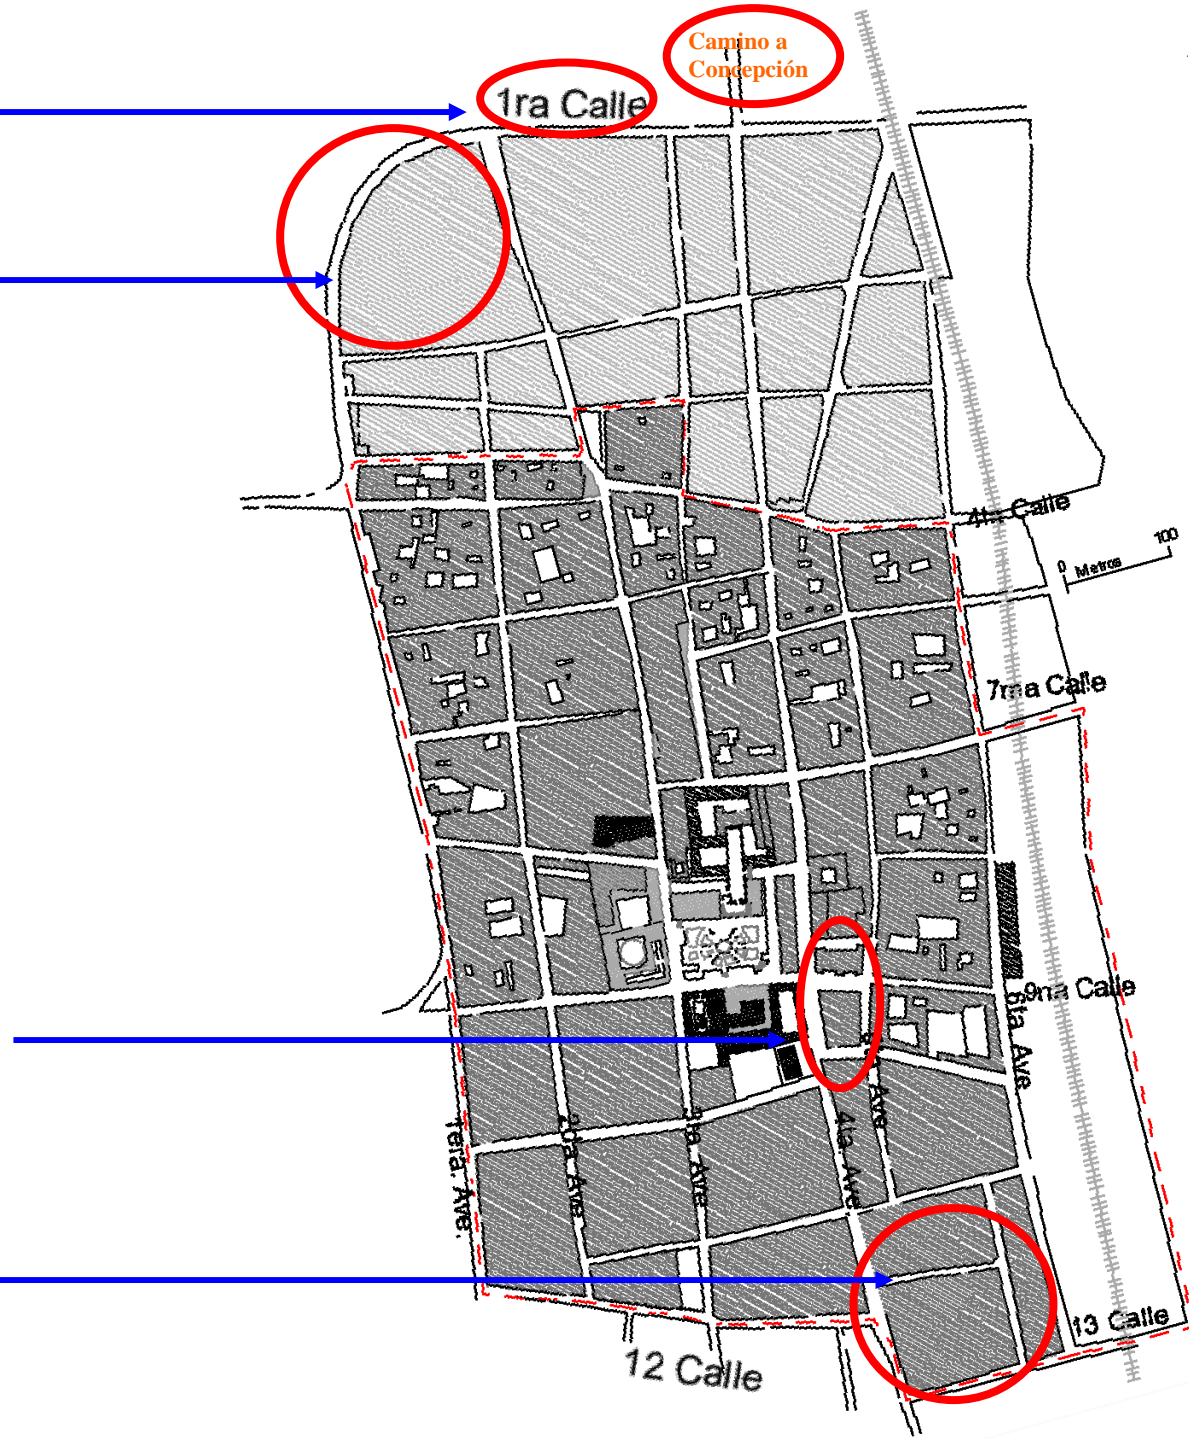 Camino a
Concepción
1ra Calle
4ta Calle
100
0
Metros
7ma Calle
9na Calle
6ta. Ave
Ave
4ta. Ave.
3ra. Ave
2da. Ave.
1era. Ave.
13 Calle
12 Calle